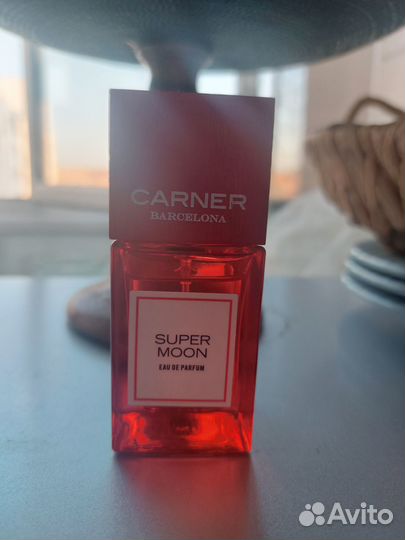 CARNER
BARCELONA
SUPER
MOON
EAU DE PARFUM
Avito